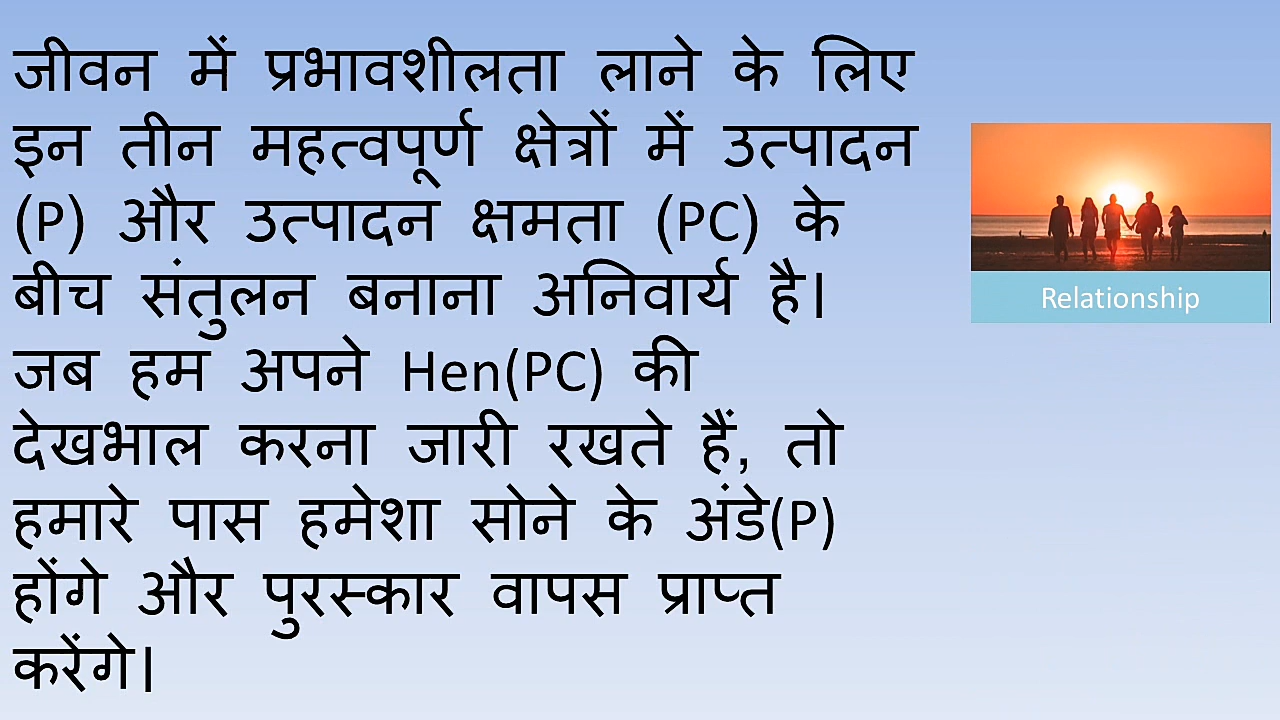 जीवन में प्रभावशीलता लाने के लिए
इन तीन महत्वपूर्ण क्षेत्रों में उत्पादन
(P) और उत्पादन क्षमता (PC) के
बीच संतुलन बनाना अनिवार्य है।
जब हम अपने Hen(PC) की
देखभाल करना जारी रखते हैं, तो
हमारे पास हमेशा सोने के अंडे(P)
होंगे और पुरस्कार वापस प्राप्त
करेंगे।
Relationship